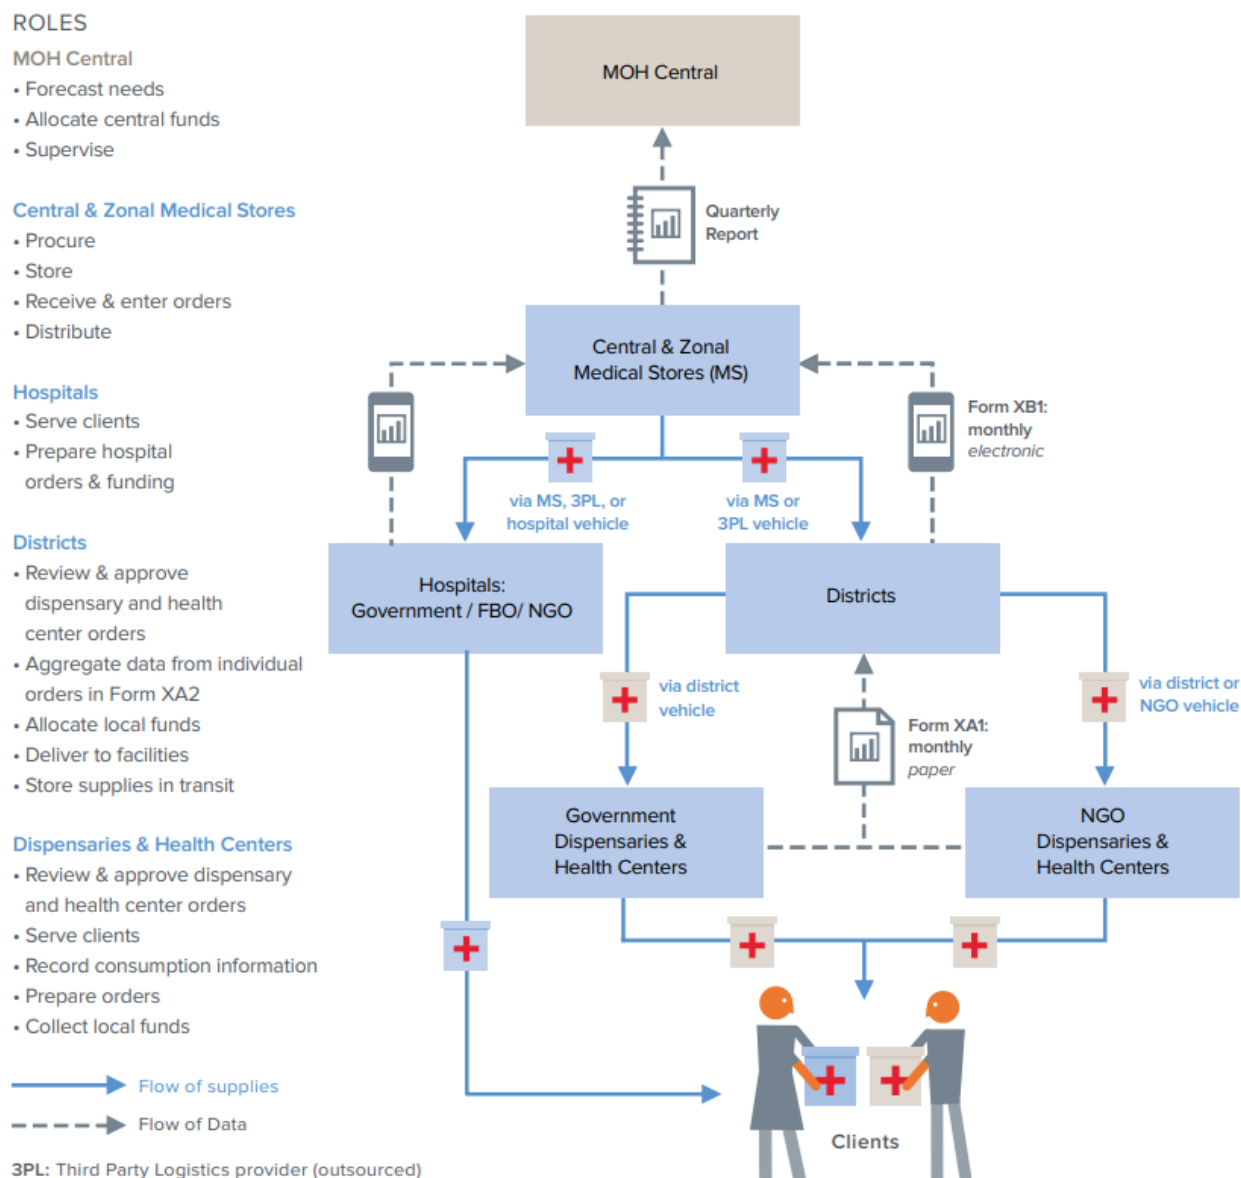 ROLES
MOH Central
• Forecast needs
• Allocate central funds
• Supervise
Central & Zonal Medical Stores
• Procure
• Store
• Receive & enter orders
• Distribute
Hospitals
• Serve clients
• Prepare hospital
orders & funding
Districts
• Review & approve
dispensary and health
center orders
• Aggregate data from individual
orders in Form XA2
• Allocate local funds
• Deliver to facilities
• Store supplies in transit
Dispensaries & Health Centers
• Review & approve dispensary
and health center orders
• Serve clients
• Record consumption information
• Prepare orders
• Collect local funds
Flow of supplies
Flow of Data
3PL: Third Party Logistics provider (outsourced)
MOH Central
Quarterly
Report
Central & Zonal
Medical Stores (MS)
Form XB1:
monthly
electronic
via MS, 3PL, or
hospital vehicle
via MS or
3PL vehicle
Hospitals:
Government / FBO/ NGO
Districts
via district
vehicle
Form XA1:
monthly
paper
via district or
NGO vehicle
Government
Dispensaries &
Health Centers
NGO
Dispensaries &
Health Centers
Clients